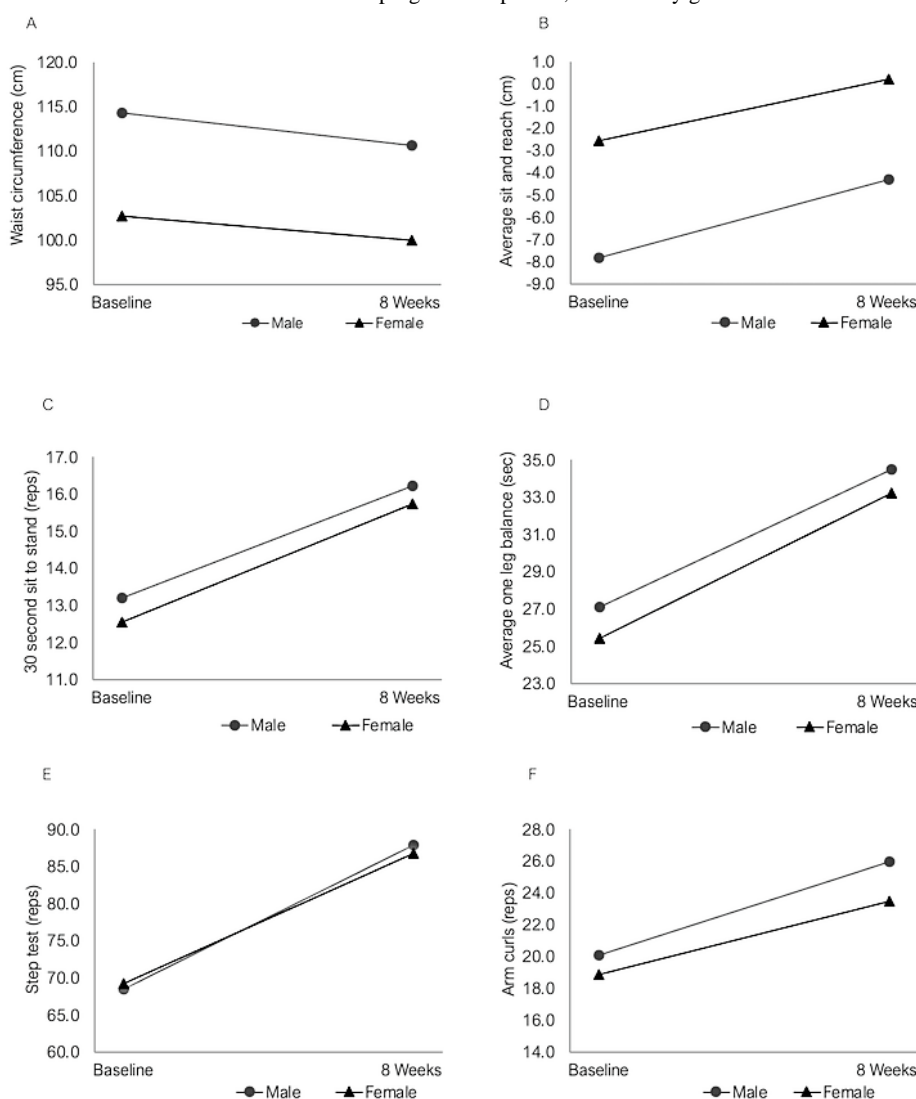 A
Waist circumference (cm)
120.0
115.0
110.0
105.0
100.0
95.0
Baseline
8 Weeks
Male
Female
B
Average sit and reach (cm)
1.0
0.0
-1.0
-2.0
-3.0
-4.0
-5.0
-6.0
-7.0
-8.0
-9.0
Baseline
8 Weeks
Male
Female
C
30 second sit to stand (reps)
17.0
16.0
15.0
14.0
13.0
12.0
11.0
Baseline
8 Weeks
Male
Female
D
Average one leg balance (sec)
35.0
33.0
31.0
29.0
27.0
25.0
23.0
Baseline
8 Weeks
Male
Female
E
Step test (reps)
90.0
85.0
80.0
75.0
70.0
65.0
60.0
Baseline
8 Weeks
Male
Female
F
Arm curls (reps)
28.0
26.0
24.0
22.0
20.0
18.0
16.0
14.0
Baseline
8 Weeks
Male
Female